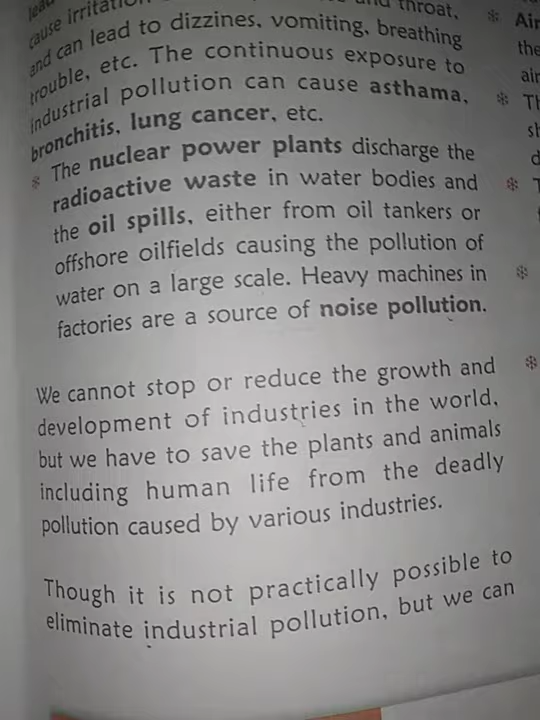 cause irritation throat,
and can lead to dizzines, vomiting, breathing
trouble, etc. The continuous exposure to
industrial pollution can cause asthama,
bronchitis, lung cancer, etc.
* The nuclear power plants discharge the
radioactive waste in water bodies and
the oil spills, either from oil tankers or
offshore oilfields causing the pollution of
water on a large scale. Heavy machines in
factories are a source of noise pollution.
We cannot stop or reduce the growth and
development of industries in the world,
but we have to save the plants and animals
including human life from the deadly
pollution caused by various industries.
Though it is not practically possible to
eliminate industrial pollution, but we can
* Air
the
air
*
*
*
*